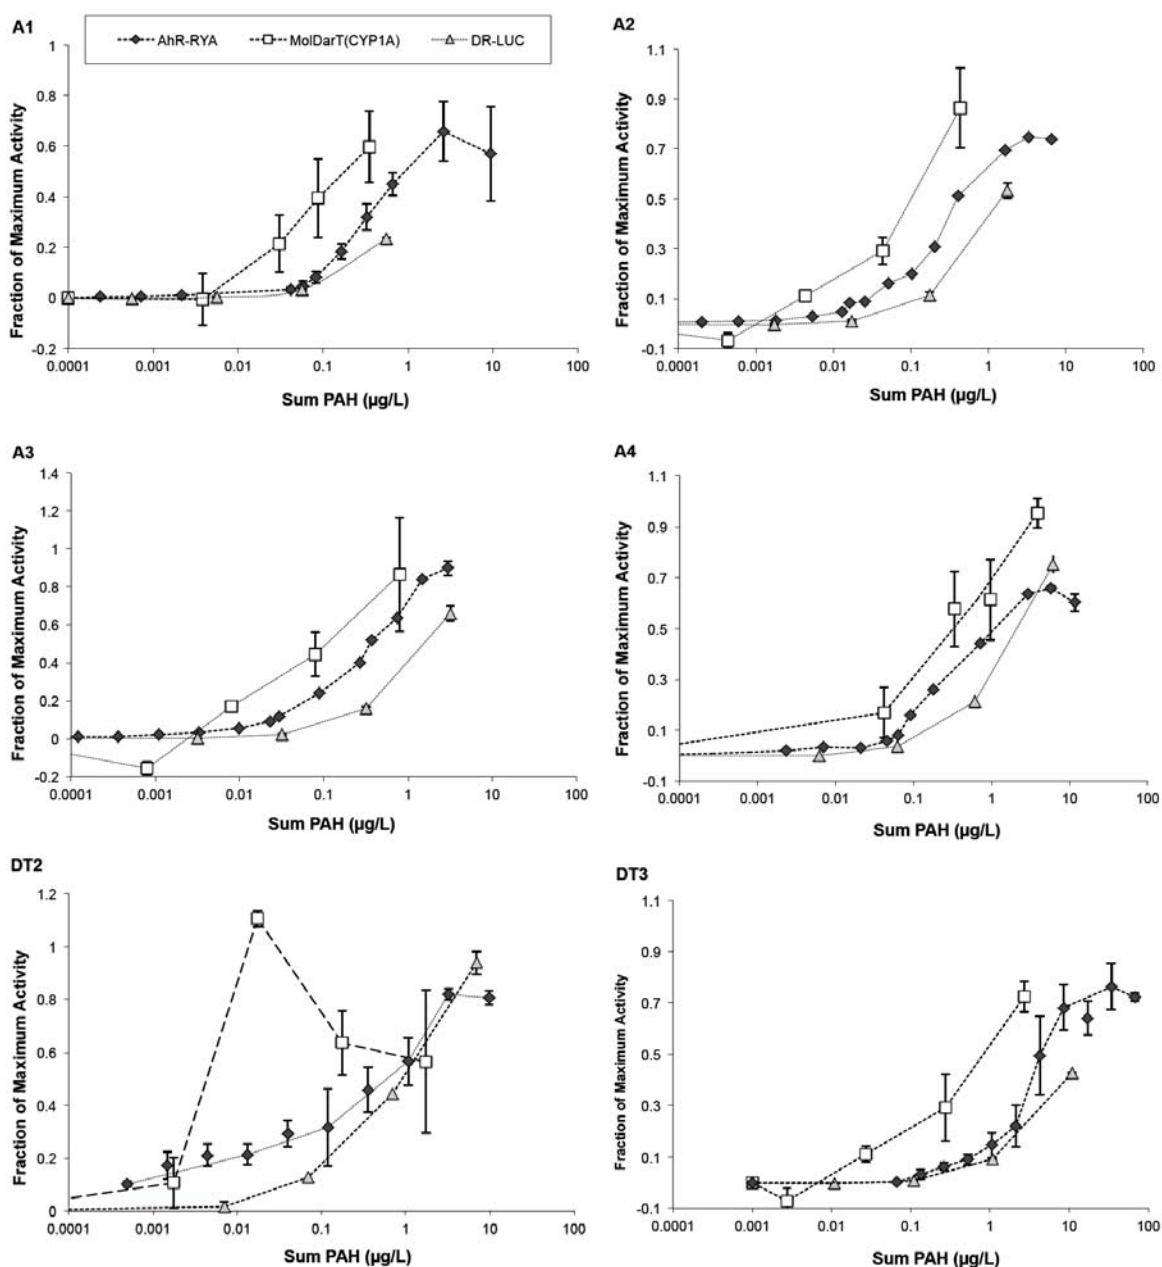 A1
AhR-RYA MolDarT(CYP1A) DR-LUC
Fraction of Maximum Activity
1
0.8
0.6
0.4
0.2
0
-0.2
0.0001 0.001 0.01 0.1 1 10 100
Sum PAH (µg/L)
A2
Fraction of Maximum Activity
1.1
0.9
0.7
0.5
0.3
0.1
-0.1
0.0001 0.001 0.01 0.1 1 10 100
Sum PAH (µg/L)
A3
Fraction of Maximum Activity
1.4
1.2
1
0.8
0.6
0.4
0.2
0
-0.2
0.0001 0.001 0.01 0.1 1 10 100
Sum PAH (µg/L)
A4
Fraction of Maximum Activity
1.1
0.9
0.7
0.5
0.3
0.1
-0.1
0.0001 0.001 0.01 0.1 1 10 100
Sum PAH (µg/L)
DT2
Fraction of Maximum Activity
1.2
1
0.8
0.6
0.4
0.2
0
0.0001 0.001 0.01 0.1 1 10 100
Sum PAH (µg/L)
DT3
Fraction of Maximum Activity
1.1
0.9
0.7
0.5
0.3
0.1
-0.1
0.0001 0.001 0.01 0.1 1 10 100
Sum PAH (µg/L)